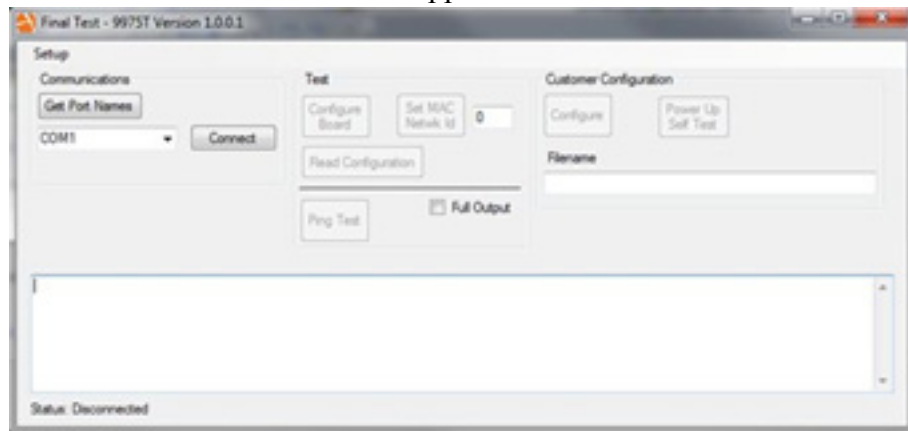 Final Test - 9975T Version 1.0.0.1
Setup
Communications
Get Port Names
COM1
Connect
Test
Configure
Board
Set MAC
Netwk Id
0
Read Configuration
Ping Test
Full Output
Customer Configuration
Configure
Power Up
Self Test
Filename
Status: Disconnected